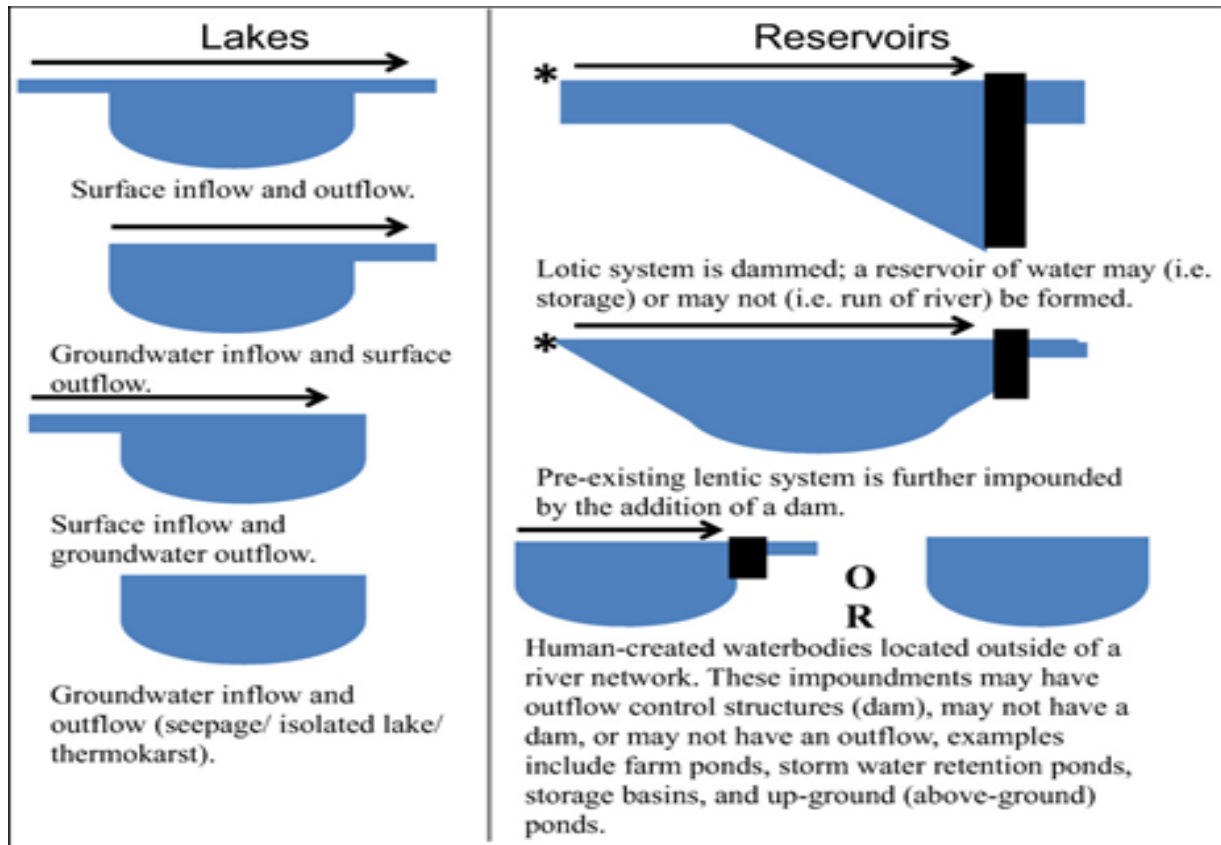 Lakes
Surface inflow and outflow.
Groundwater inflow and surface
outflow.
Surface inflow and
groundwater outflow.
Groundwater inflow and
outflow (seepage/ isolated lake/
thermokarst).
Reservoirs
*
Lotic system is dammed; a reservoir of water may (i.e.
storage) or may not (i.e. run of river) be formed.
*
Pre-existing lentic system is further impounded
by the addition of a dam.
O
R
Human-created waterbodies located outside of a
river network. These impoundments may have
outflow control structures (dam), may not have a
dam, or may not have an outflow, examples
include farm ponds, storm water retention ponds,
storage basins, and up-ground (above-ground)
ponds.